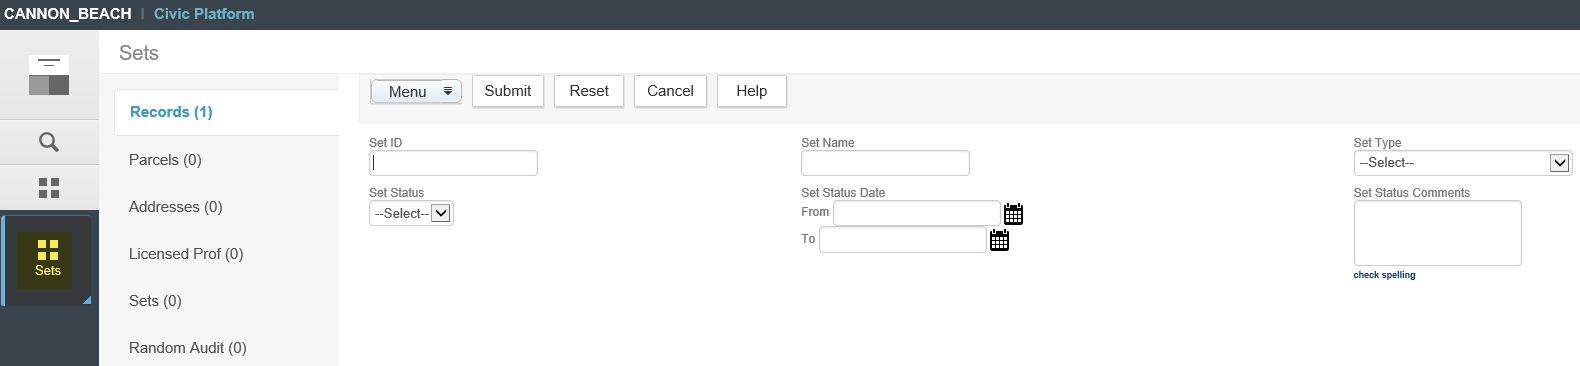 CANNON_BEACH | Civic Platform
Sets
Menu Submit Reset Cancel Help
Records (1)
Parcels (0)
Addresses (0)
Licensed Prof (0)
Sets (0)
Random Audit (0)
Sets
Set ID
Set Name
Set Type
--Select--
Set Status
--Select--
Set Status Date
From
To
Set Status Comments
check spelling